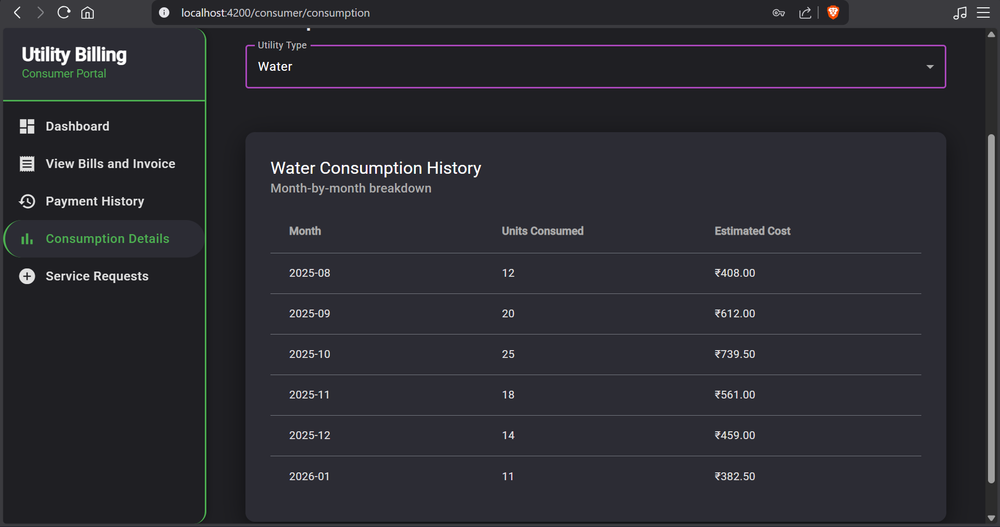 localhost:4200/consumer/consumption
Utility Billing
Consumer Portal
Dashboard
View Bills and Invoice
Payment History
Consumption Details
Service Requests
Utility Type
Water
Water Consumption History
Month-by-month breakdown
Month Units Consumed Estimated Cost
2025-08 12 ₹408.00
2025-09 20 ₹612.00
2025-10 25 ₹739.50
2025-11 18 ₹561.00
2025-12 14 ₹459.00
2026-01 11 ₹382.50